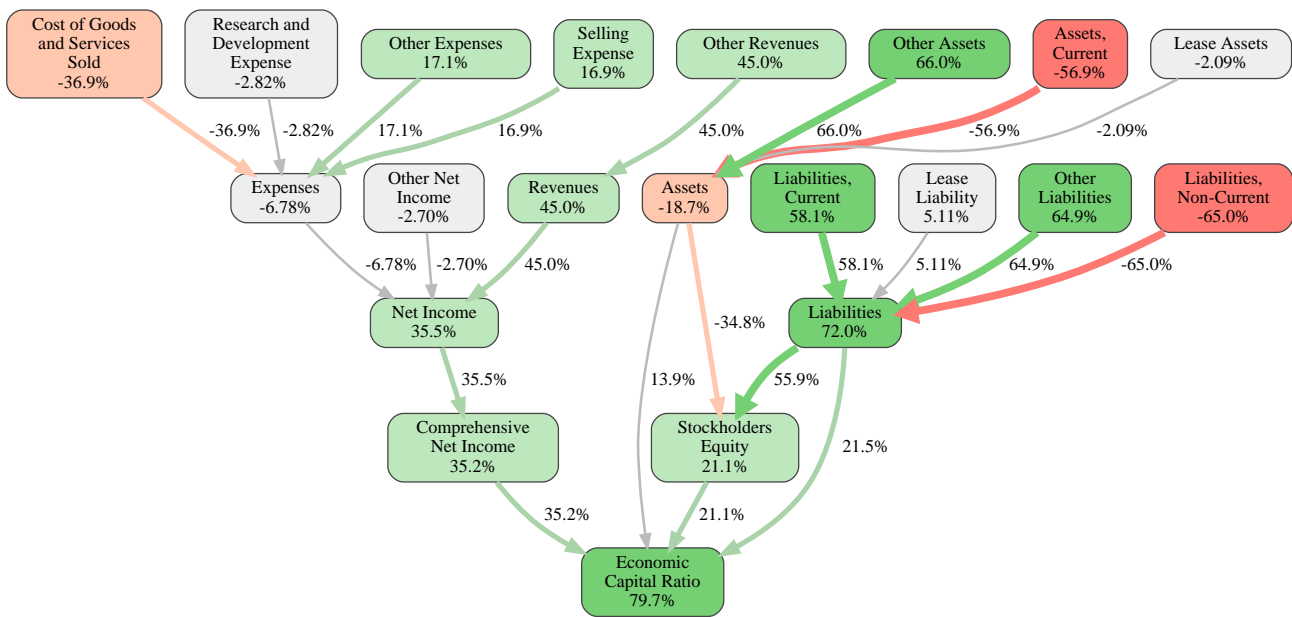 Cost of Goods
and Services
Sold
-36.9%
Research and
Development
Expense
-2.82%
Other Expenses
17.1%
Selling
Expense
16.9%
Other Revenues
45.0%
Other Assets
66.0%
Assets,
Current
-56.9%
Lease Assets
-2.09%
-36.9%
-2.82%
17.1%
16.9%
45.0%
66.0%
-56.9%
-2.09%
Expenses
-6.78%
Other Net
Income
-2.70%
Revenues
45.0%
Assets
-18.7%
Liabilities,
Current
58.1%
Lease
Liability
5.11%
Other
Liabilities
64.9%
Liabilities,
Non-Current
-65.0%
-6.78%
-2.70%
45.0%
58.1%
5.11%
64.9%
-65.0%
Net Income
35.5%
-34.8%
Liabilities
72.0%
35.5%
13.9%
55.9%
Comprehensive
Net Income
35.2%
Stockholders
Equity
21.1%
21.5%
35.2%
21.1%
Economic
Capital Ratio
79.7%